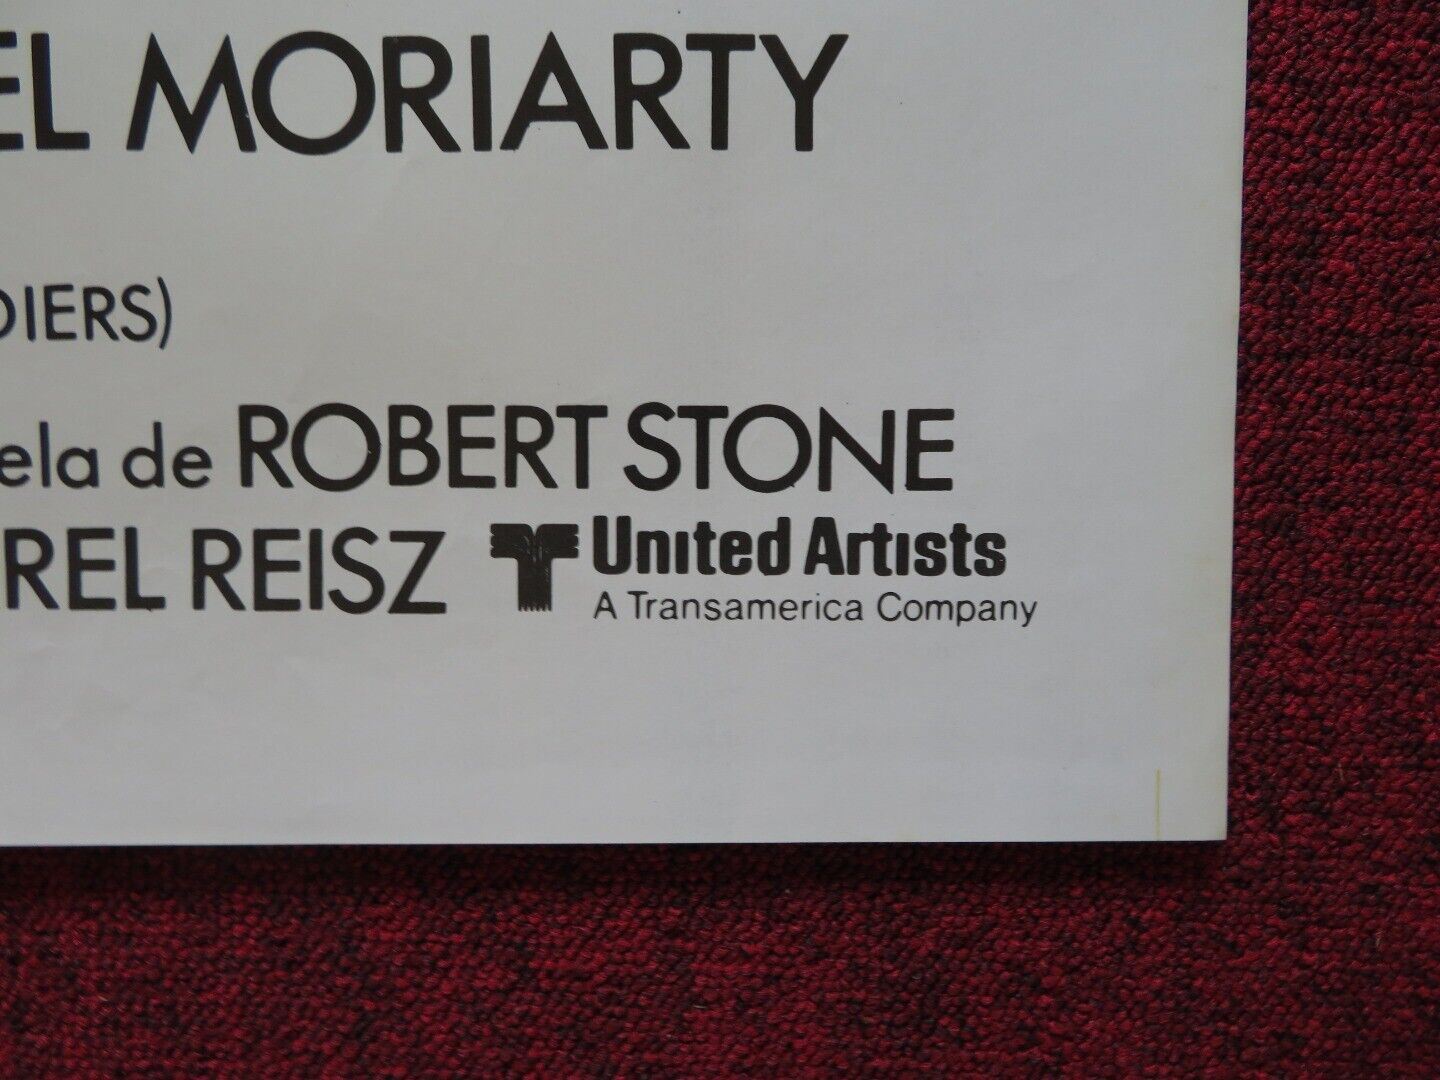 EL MORIARTY
DIERS)
ela de ROBERT STONE
REL REISZ
United Artists
A Transamerica Company